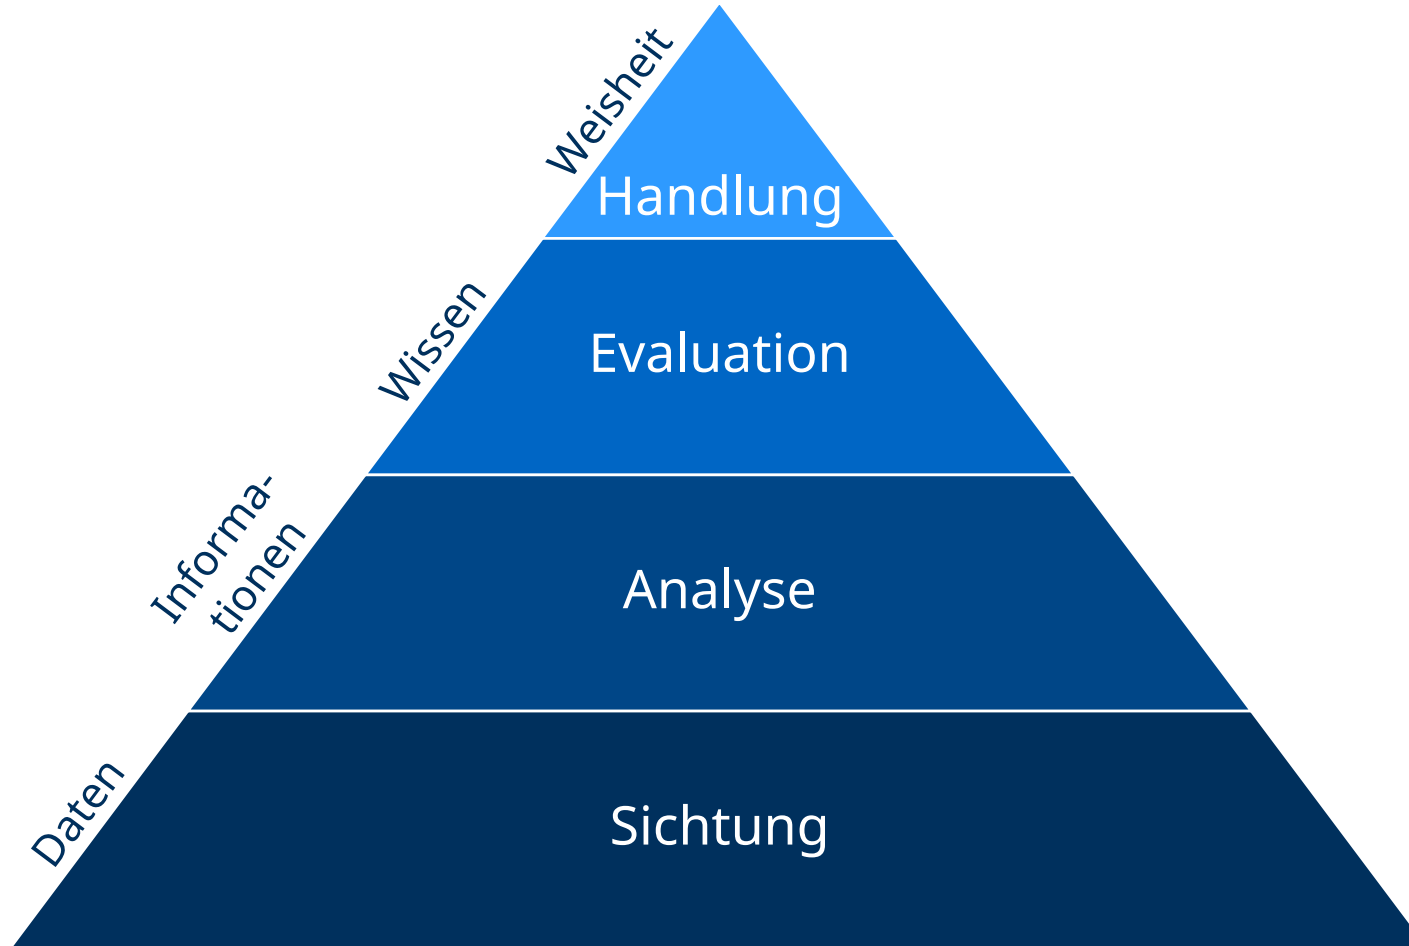 Weisheit
Handlung
Wissen
Evaluation
Informa-
tionen
Analyse
Daten
Sichtung